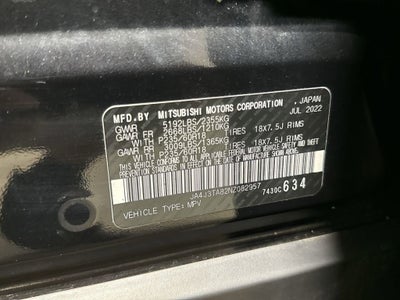 MFD.BY MITSUBISHI MOTORS CORPORATION, JAPAN
GVWR 5192LBS/2355KG JUL 2022
GAWR FR 2668LBS/1210KG
WITH P235/60R18 TIRES 18X7.5J RIMS
GAWR RR 3009LBS/1365KG
WITH P235/60R18 TIRES 18X7.5J RIMS
THIS VEHICLE CONFORMS TO ALL APPLICABLE
FEDERAL MOTOR VEHICLE SAFETY AND THEFT
PREVENTION STANDARDS IN EFFECT ON THE DATE
OF MANUFACTURE SHOWN ABOVE.
JA4J3TA82NZ082957
VEHICLE TYPE: MPV 7430C 634